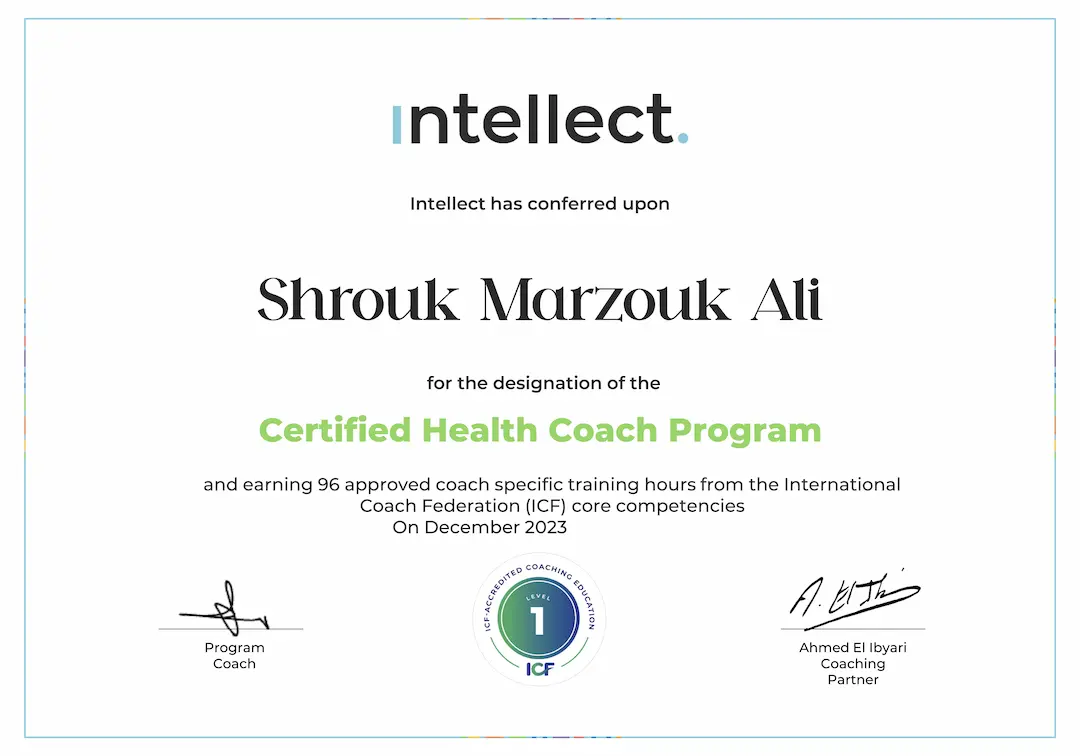 intellect.
Intellect has conferred upon
Shrouk Marzouk Ali
for the designation of the
Certified Health Coach Program
and earning 96 approved coach specific training hours from the International
Coach Federation (ICF) core competencies
On December 2023
ICF-ACCREDITED COACHING EDUCATION
LEVEL
1
ICF
A. El Ibi
Program
Coach
Ahmed El Ibyari
Coaching
Partner